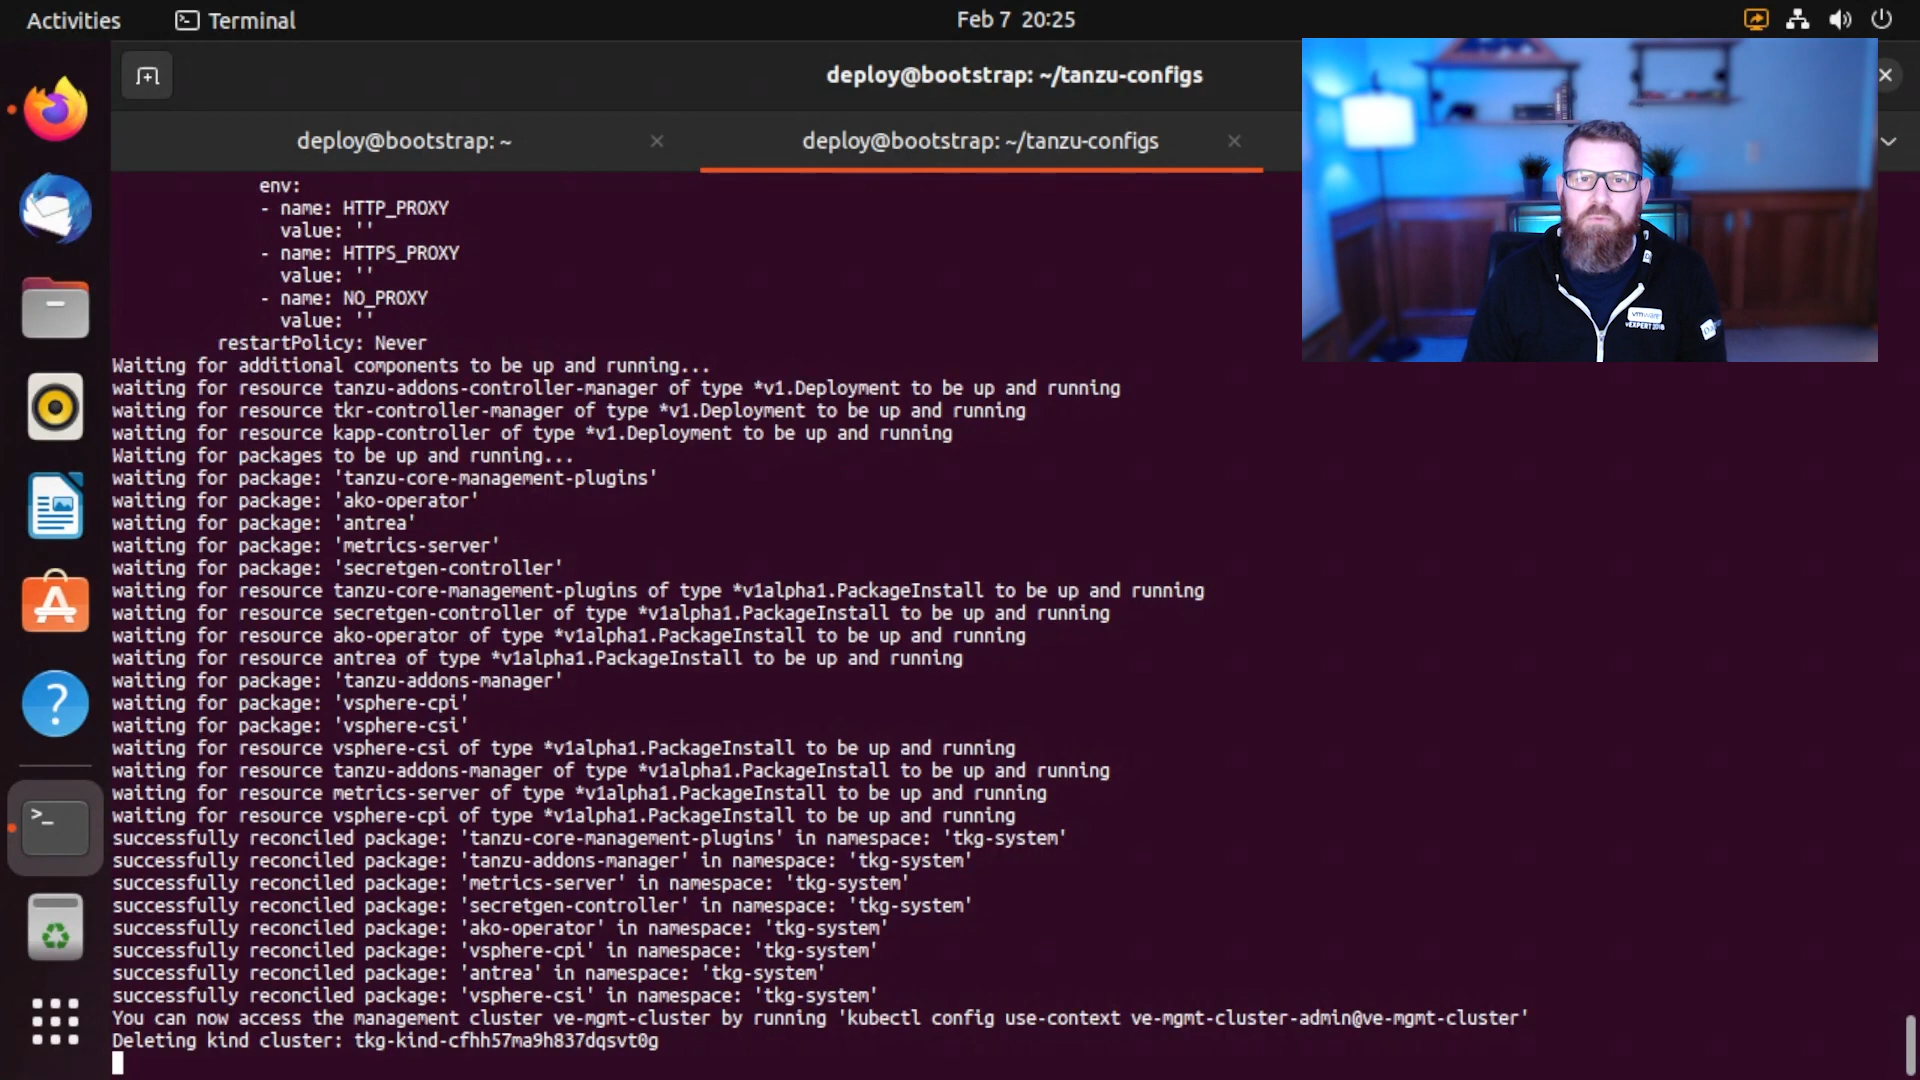 Activities
Terminal
Feb 7 20:25
deploy@bootstrap: ~/tanzu-configs
deploy@bootstrap: ~
deploy@bootstrap: ~/tanzu-configs
env:
- name: HTTP_PROXY
value: ''
- name: HTTPS_PROXY
value: ''
- name: NO_PROXY
value: ''
restartPolicy: Never
Waiting for additional components to be up and running...
waiting for resource tanzu-addons-controller-manager of type *v1.Deployment to be up and running
waiting for resource tkr-controller-manager of type *v1.Deployment to be up and running
waiting for resource kapp-controller of type *v1.Deployment to be up and running
Waiting for packages to be up and running...
waiting for package: 'tanzu-core-management-plugins'
waiting for package: 'ako-operator'
waiting for package: 'antrea'
waiting for package: 'metrics-server'
waiting for package: 'secretgen-controller'
waiting for resource tanzu-core-management-plugins of type *v1alpha1.PackageInstall to be up and running
waiting for resource secretgen-controller of type *v1alpha1.PackageInstall to be up and running
waiting for resource ako-operator of type *v1alpha1.PackageInstall to be up and running
waiting for resource antrea of type *v1alpha1.PackageInstall to be up and running
waiting for package: 'tanzu-addons-manager'
waiting for package: 'vsphere-cpi'
waiting for package: 'vsphere-csi'
waiting for resource vsphere-csi of type *v1alpha1.PackageInstall to be up and running
waiting for resource tanzu-addons-manager of type *v1alpha1.PackageInstall to be up and running
waiting for resource metrics-server of type *v1alpha1.PackageInstall to be up and running
waiting for resource vsphere-cpi of type *v1alpha1.PackageInstall to be up and running
successfully reconciled package: 'tanzu-core-management-plugins' in namespace: 'tkg-system'
successfully reconciled package: 'tanzu-addons-manager' in namespace: 'tkg-system'
successfully reconciled package: 'metrics-server' in namespace: 'tkg-system'
successfully reconciled package: 'secretgen-controller' in namespace: 'tkg-system'
successfully reconciled package: 'ako-operator' in namespace: 'tkg-system'
successfully reconciled package: 'vsphere-cpi' in namespace: 'tkg-system'
successfully reconciled package: 'antrea' in namespace: 'tkg-system'
successfully reconciled package: 'vsphere-csi' in namespace: 'tkg-system'
You can now access the management cluster ve-mgmt-cluster by running 'kubectl config use-context ve-mgmt-cluster-admin@ve-mgmt-cluster'
Deleting kind cluster: tkg-kind-cfhh57ma9h837dqsvt0g
vmware